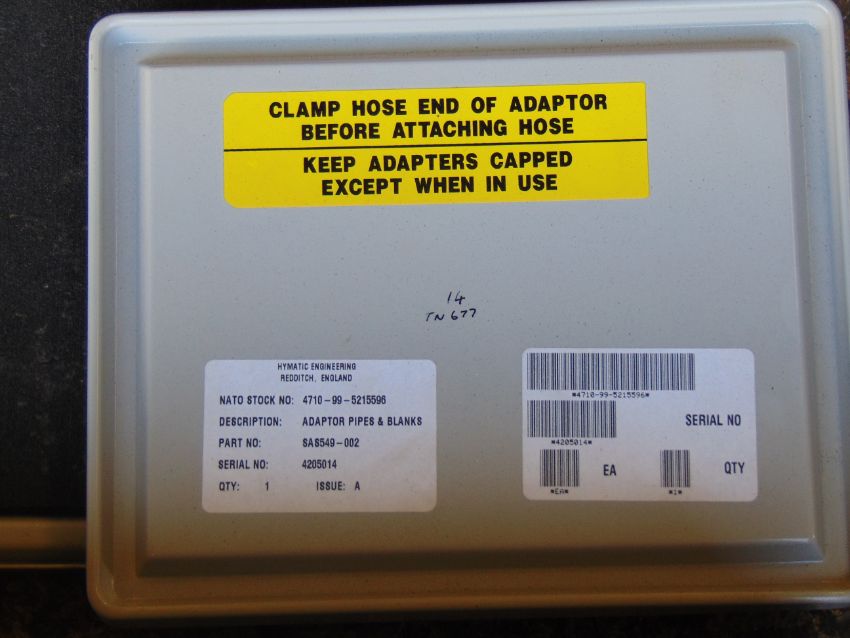 CLAMP HOSE END OF ADAPTOR
BEFORE ATTACHING HOSE
KEEP ADAPTERS CAPPED
EXCEPT WHEN IN USE
14
TN 677
HYMATIC ENGINEERING
REDDITCH, ENGLAND
NATO STOCK NO: 4710-99-5215596
DESCRIPTION: ADAPTOR PIPES & BLANKS
PART NO: SAS549-002
SERIAL NO: 4205014
QTY: 1 ISSUE: A
*4710-99-5215596*
SERIAL NO
*4205014*
EA QTY
*EA* *1*